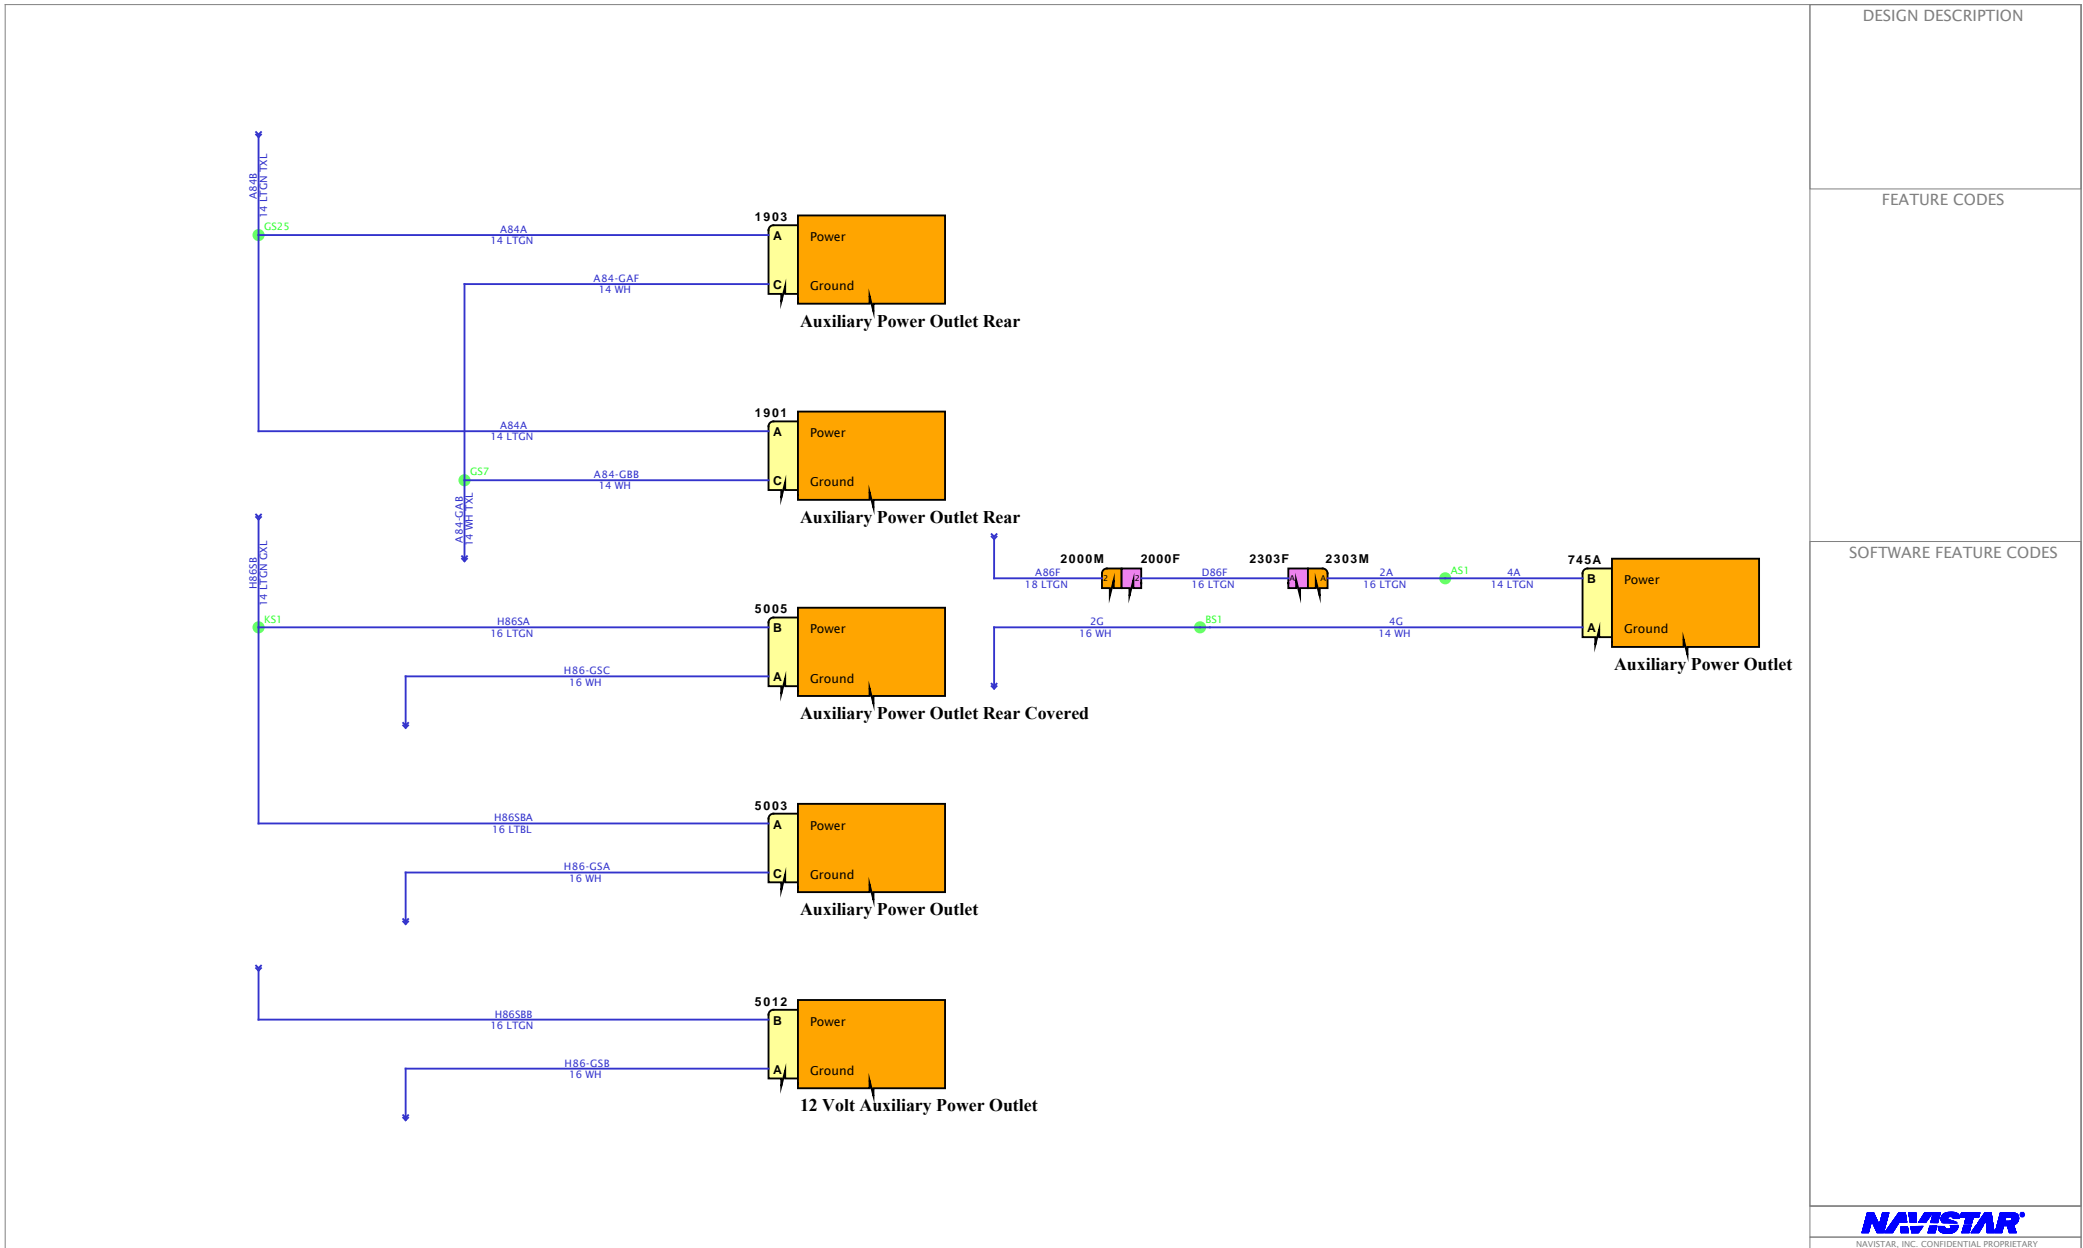 DESIGN DESCRIPTION
FEATURE CODES
SOFTWARE FEATURE CODES
A84B
14 LTGN TXL
GS25
A84A
14 LTGN
1903
A
Power
A84-GAF
14 WH
C
Ground
Auxiliary Power Outlet Rear
A84A
14 LTGN
1901
A
Power
GS7
A84-GBB
14 WH
C
Ground
Auxiliary Power Outlet Rear
A84-GAB
14 WH TXL
H86SB
14 LTGN GXL
KS1
H86SA
16 LTGN
5005
B
Power
H86-GSC
16 WH
A
Ground
Auxiliary Power Outlet Rear Covered
H86SBA
16 LTBL
5003
A
Power
H86-GSA
16 WH
C
Ground
Auxiliary Power Outlet
H86SBB
16 LTGN
5012
B
Power
H86-GSB
16 WH
A
Ground
12 Volt Auxiliary Power Outlet
A86F
18 LTGN
2000M
2
2000F
2
D86F
16 LTGN
2303F
A
2303M
A
2A
16 LTGN
AS1
4A
14 LTGN
745A
B
Power
2G
16 WH
BS1
4G
14 WH
A
Ground
Auxiliary Power Outlet
NAVISTAR
NAVISTAR, INC. CONFIDENTIAL PROPRIETARY